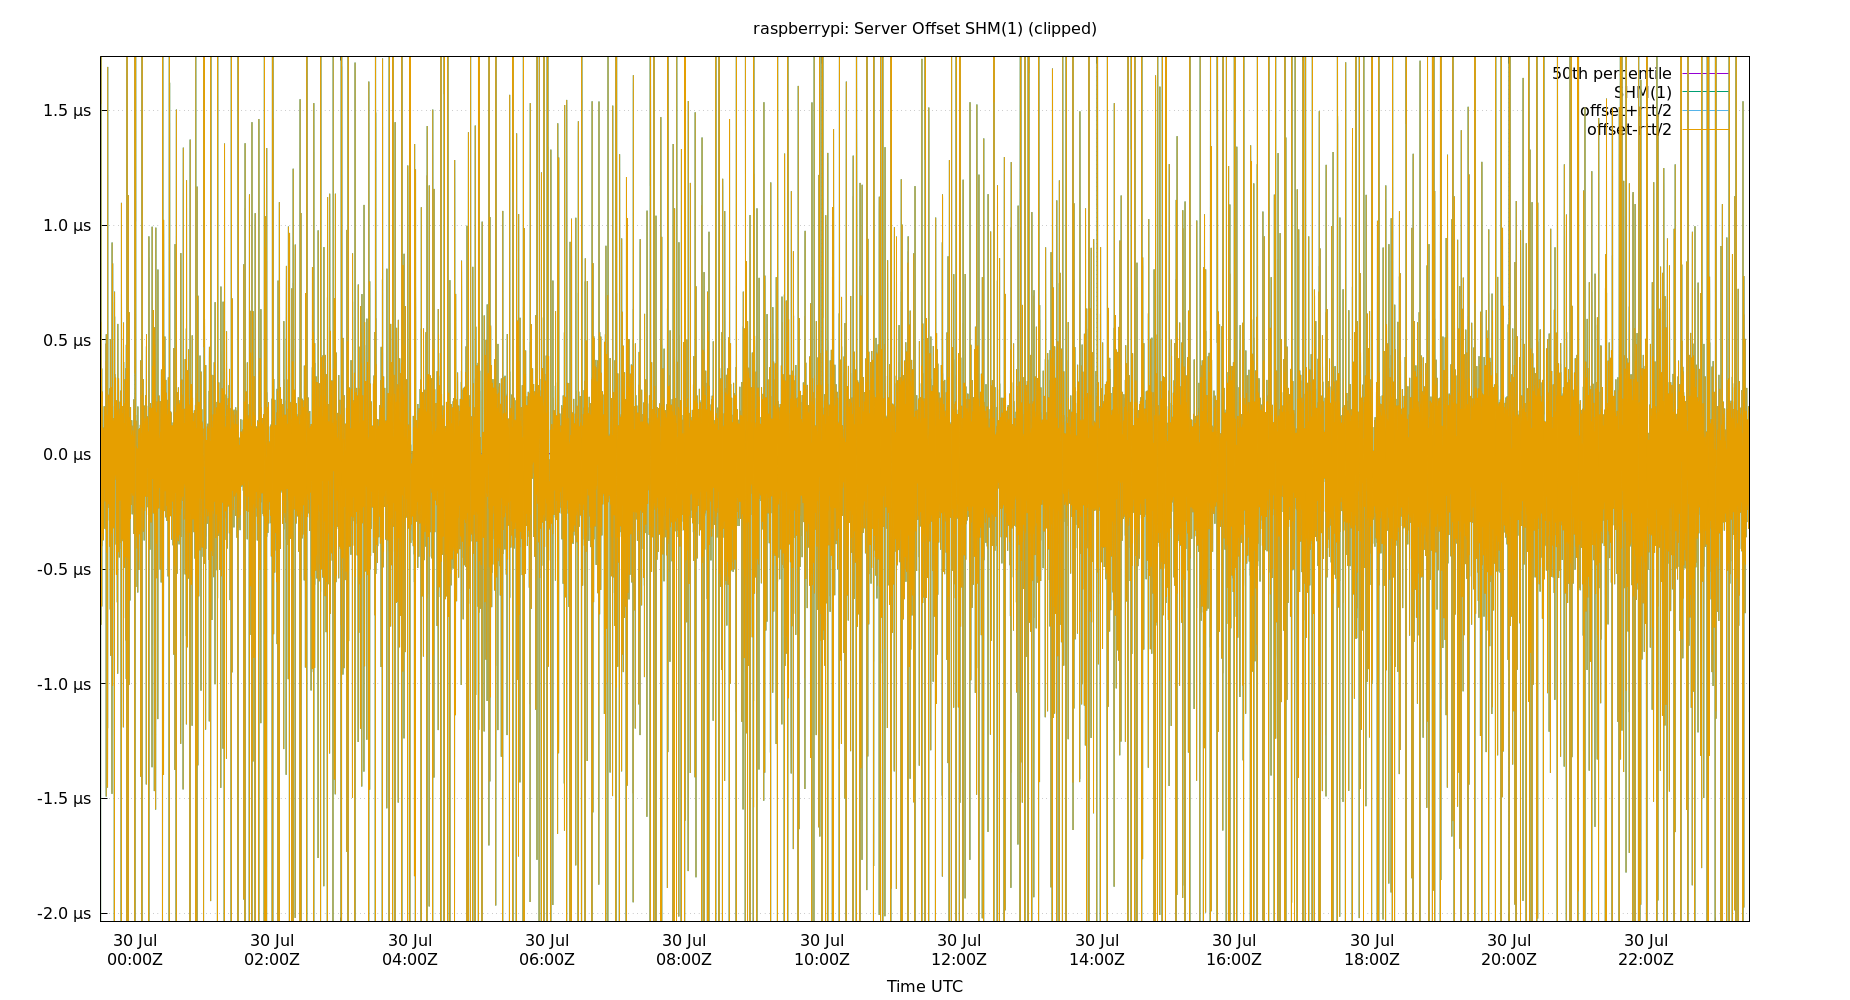 raspberrypi: Server Offset SHM(1) (clipped)
50th percentile
SHM(1)
offset+rtt/2
offset-rtt/2
1.5 µs
1.0 µs
0.5 µs
0.0 µs
-0.5 µs
-1.0 µs
-1.5 µs
-2.0 µs
30 Jul 30 Jul 30 Jul 30 Jul 30 Jul 30 Jul 30 Jul 30 Jul 30 Jul 30 Jul 30 Jul 30 Jul
00:00Z 02:00Z 04:00Z 06:00Z 08:00Z 10:00Z 12:00Z 14:00Z 16:00Z 18:00Z 20:00Z 22:00Z
Time UTC